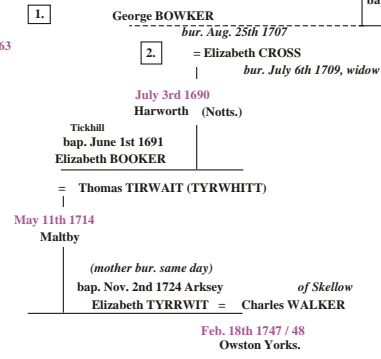 ba
1. George BOWKER
bur. Aug. 25th 1707
63
2. = Elizabeth CROSS
bur. July 6th 1709, widow
July 3rd 1690
Harworth (Notts.)
Tickhill
bap. June 1st 1691
Elizabeth BOOKER
= Thomas TIRWAIT (TYRWHITT)
May 11th 1714
Maltby
(mother bur. same day)
bap. Nov. 2nd 1724 Arksey of Skellow
Elizabeth TYRRWIT = Charles WALKER
Feb. 18th 1747 / 48
Owston Yorks.